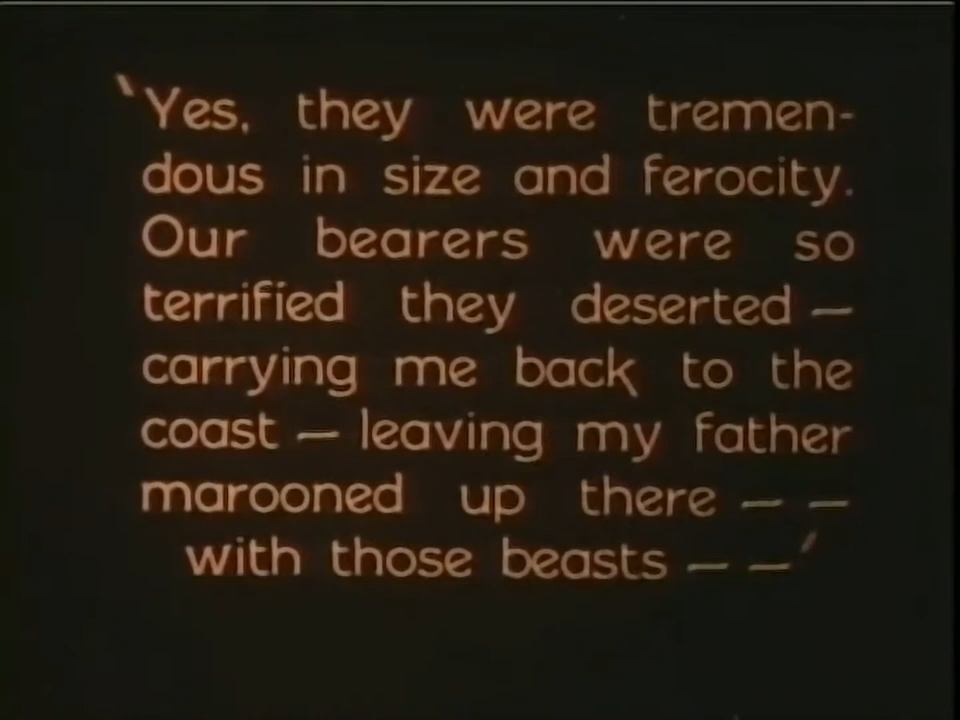 ‛Yes, they were tremen-
dous in size and ferocity.
Our bearers were so
terrified they deserted —
carrying me back to the
coast — leaving my father
marooned up there — —
with those beasts — —’